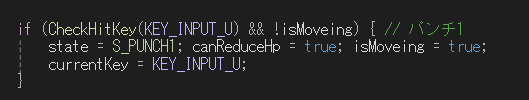 if (CheckHitKey(KEY_INPUT_U) && !isMoveing) { // パンチ1
    state = S_PUNCH1; canReduceHp = true; isMoveing = true;
    currentKey = KEY_INPUT_U;
}